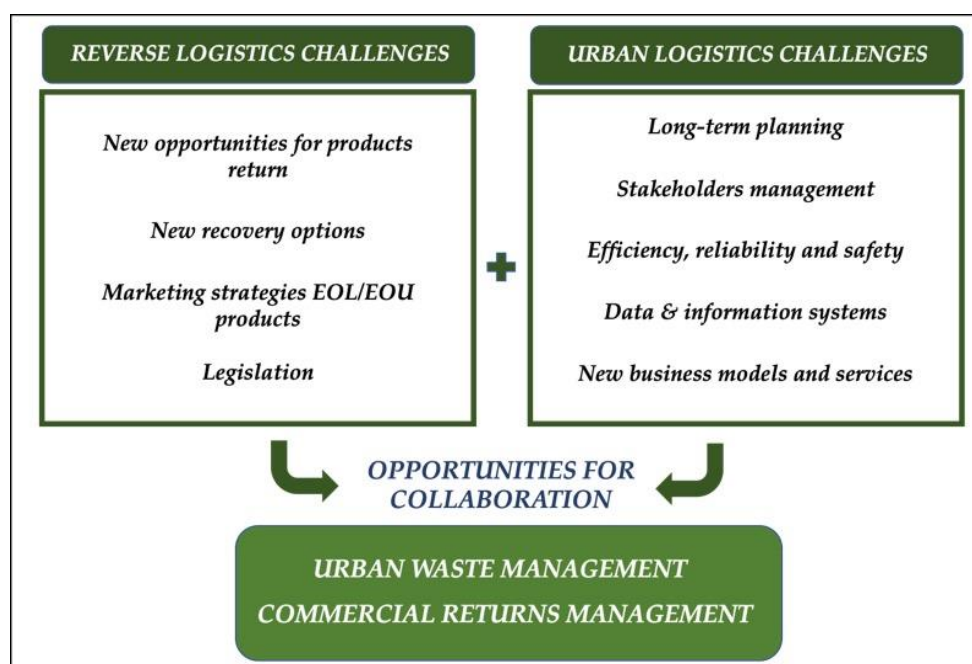 REVERSE LOGISTICS CHALLENGES
New opportunities for products
return
New recovery options
Marketing strategies EOL/EOU
products
Legislation
URBAN LOGISTICS CHALLENGES
Long-term planning
Stakeholders management
Efficiency, reliability and safety
Data & information systems
New business models and services
OPPORTUNITIES FOR
COLLABORATION
URBAN WASTE MANAGEMENT
COMMERCIAL RETURNS MANAGEMENT